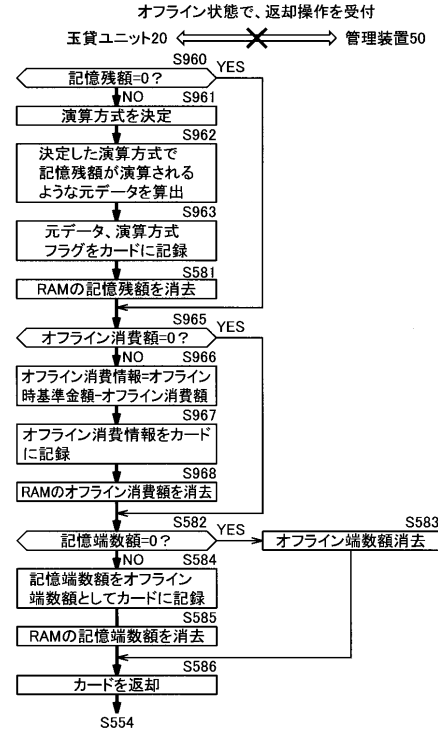 オフライン状態で、返却操作を受付
玉貸ユニット20
管理装置50
S960
記憶残額=0?
YES
NO
S961
演算方式を決定
S962
決定した演算方式で
記憶残額が演算される
ような元データを算出
S963
元データ、演算方式
フラグをカードに記録
S581
RAMの記憶残額を消去
S965
オフライン消費額=0?
YES
NO
S966
オフライン消費情報=オフライン
時基準金額-オフライン消費額
S967
オフライン消費情報をカード
に記録
S968
RAMのオフライン消費額を消去
S582
記憶端数額=0?
YES
S583
オフライン端数額消去
NO
S584
記憶端数額をオフライン
端数額としてカードに記録
S585
RAMの記憶端数額を消去
S586
カードを返却
S554